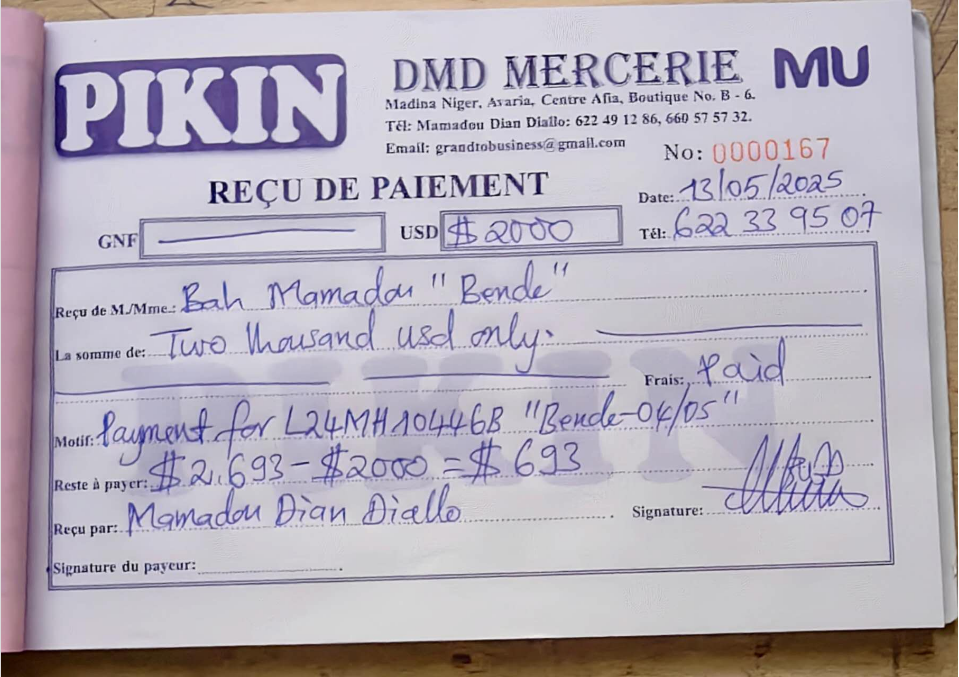 PIKIN
DMD MERCERIE MU
Madina Niger, Avaria, Centre Afia, Boutique No. B - 6.
Tél: Mamadou Dian Diallo: 622 49 12 86, 660 57 57 32.
Email: grandtobusiness@gmail.com
No: 0000167
REÇU DE PAIEMENT
Date: 13/05/2025
GNF USD $ 2000
Tél: 622 33 95 07
Reçu de M./Mme.: Bah Mamadou "Bende"
La somme de: Two thousand usd only.
Frais: Paid
PIKIN
Motif: Payment for L24MH10446B "Bende-04/05"
Reste à payer: $ 2,693 - $ 2000 = $ 693
Reçu par: Mamadou Dian Diallo
Signature:
Signature du payeur: